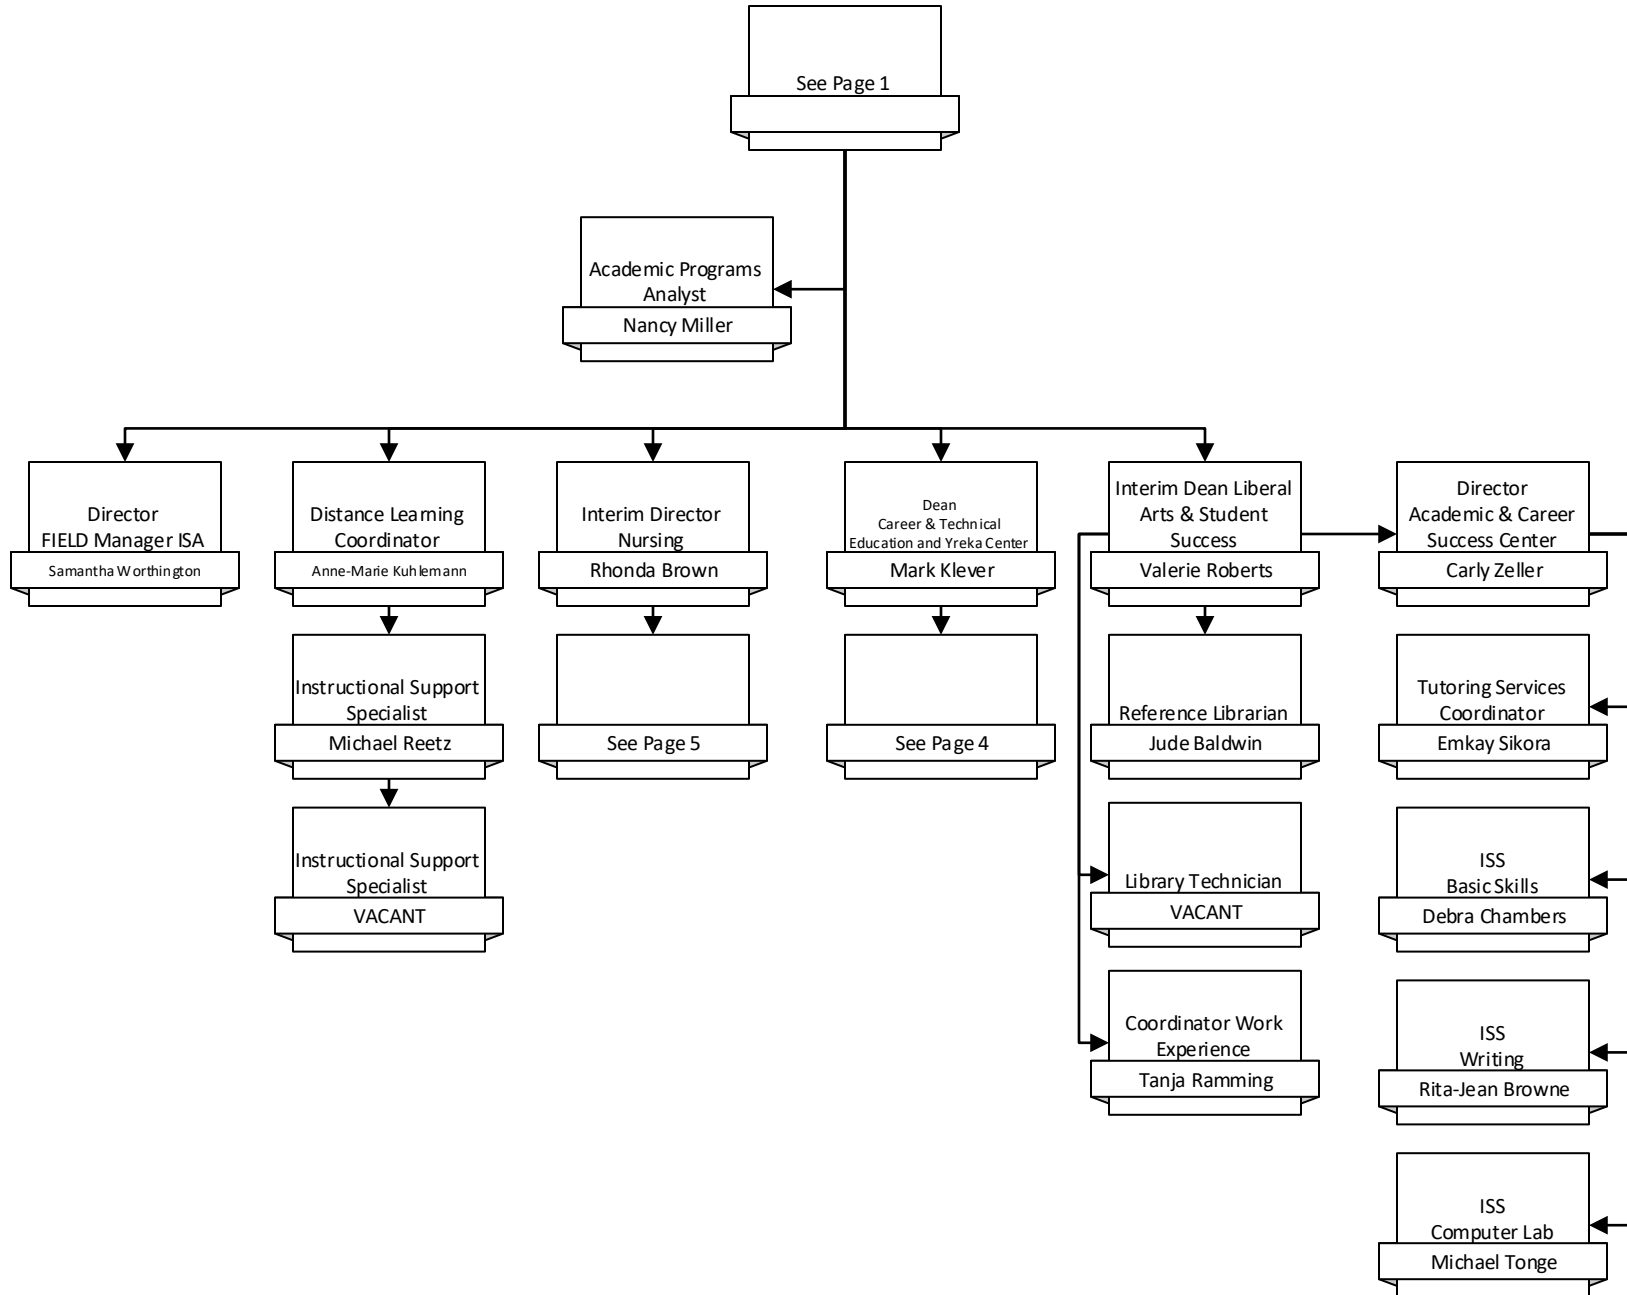 See Page 1
Academic Programs
Analyst
Nancy Miller
Director
FIELD Manager ISA
Samantha Worthington
Distance Learning
Coordinator
Anne-Marie Kuhlemann
Interim Director
Nursing
Rhonda Brown
Dean
Career & Technical
Education and Yreka Center
Mark Klever
Interim Dean Liberal
Arts & Student
Success
Valerie Roberts
Director
Academic & Career
Success Center
Carly Zeller
Instructional Support
Specialist
Michael Reetz
See Page 5
See Page 4
Reference Librarian
Jude Baldwin
Tutoring Services
Coordinator
Emkay Sikora
Instructional Support
Specialist
VACANT
Library Technician
VACANT
ISS
Basic Skills
Debra Chambers
Coordinator Work
Experience
Tanja Ramming
ISS
Writing
Rita-Jean Browne
ISS
Computer Lab
Michael Tonge